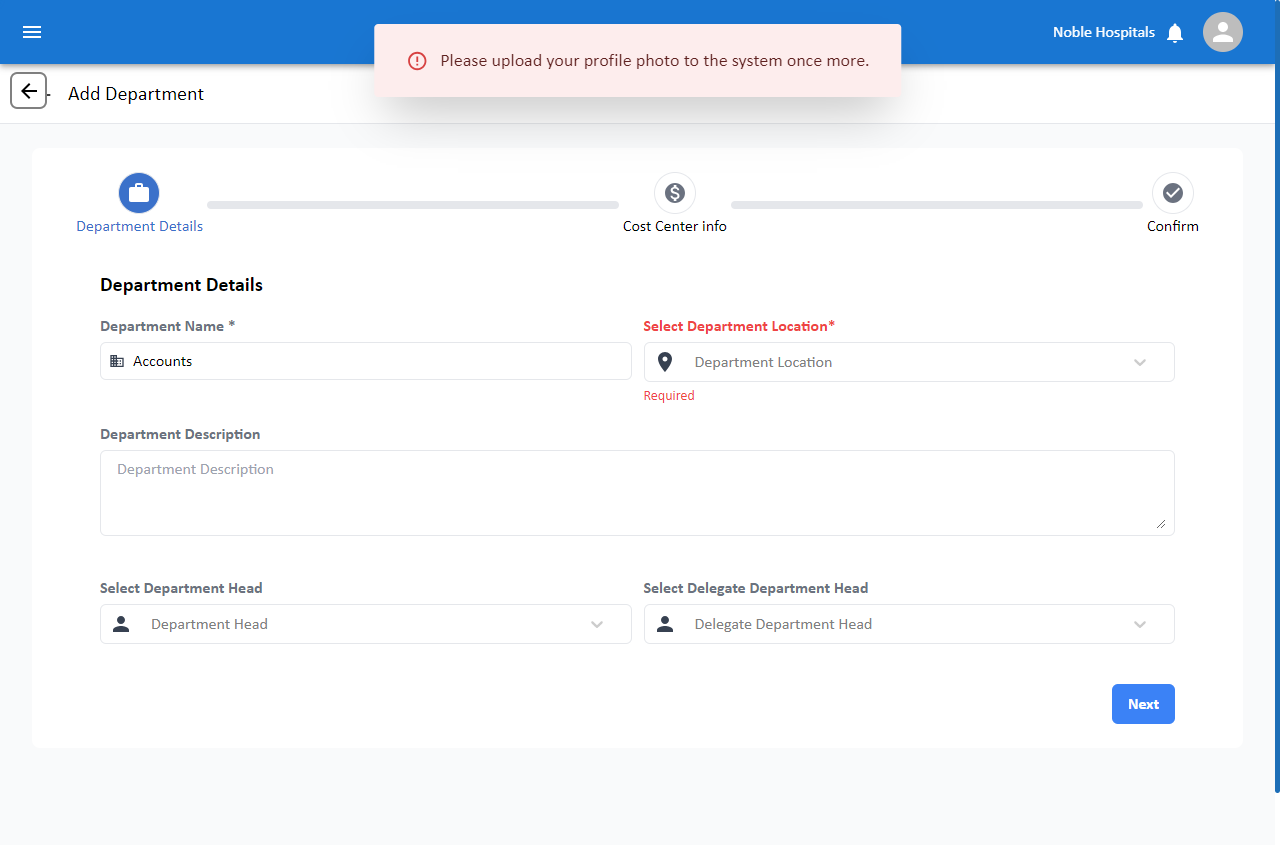 Noble Hospitals
Please upload your profile photo to the system once more.
Add Department
Department Details
Cost Center info
Confirm
Department Details
Department Name *
Select Department Location*
Accounts
Department Location
Required
Department Description
Department Description
Select Department Head
Select Delegate Department Head
Department Head
Delegate Department Head
Next